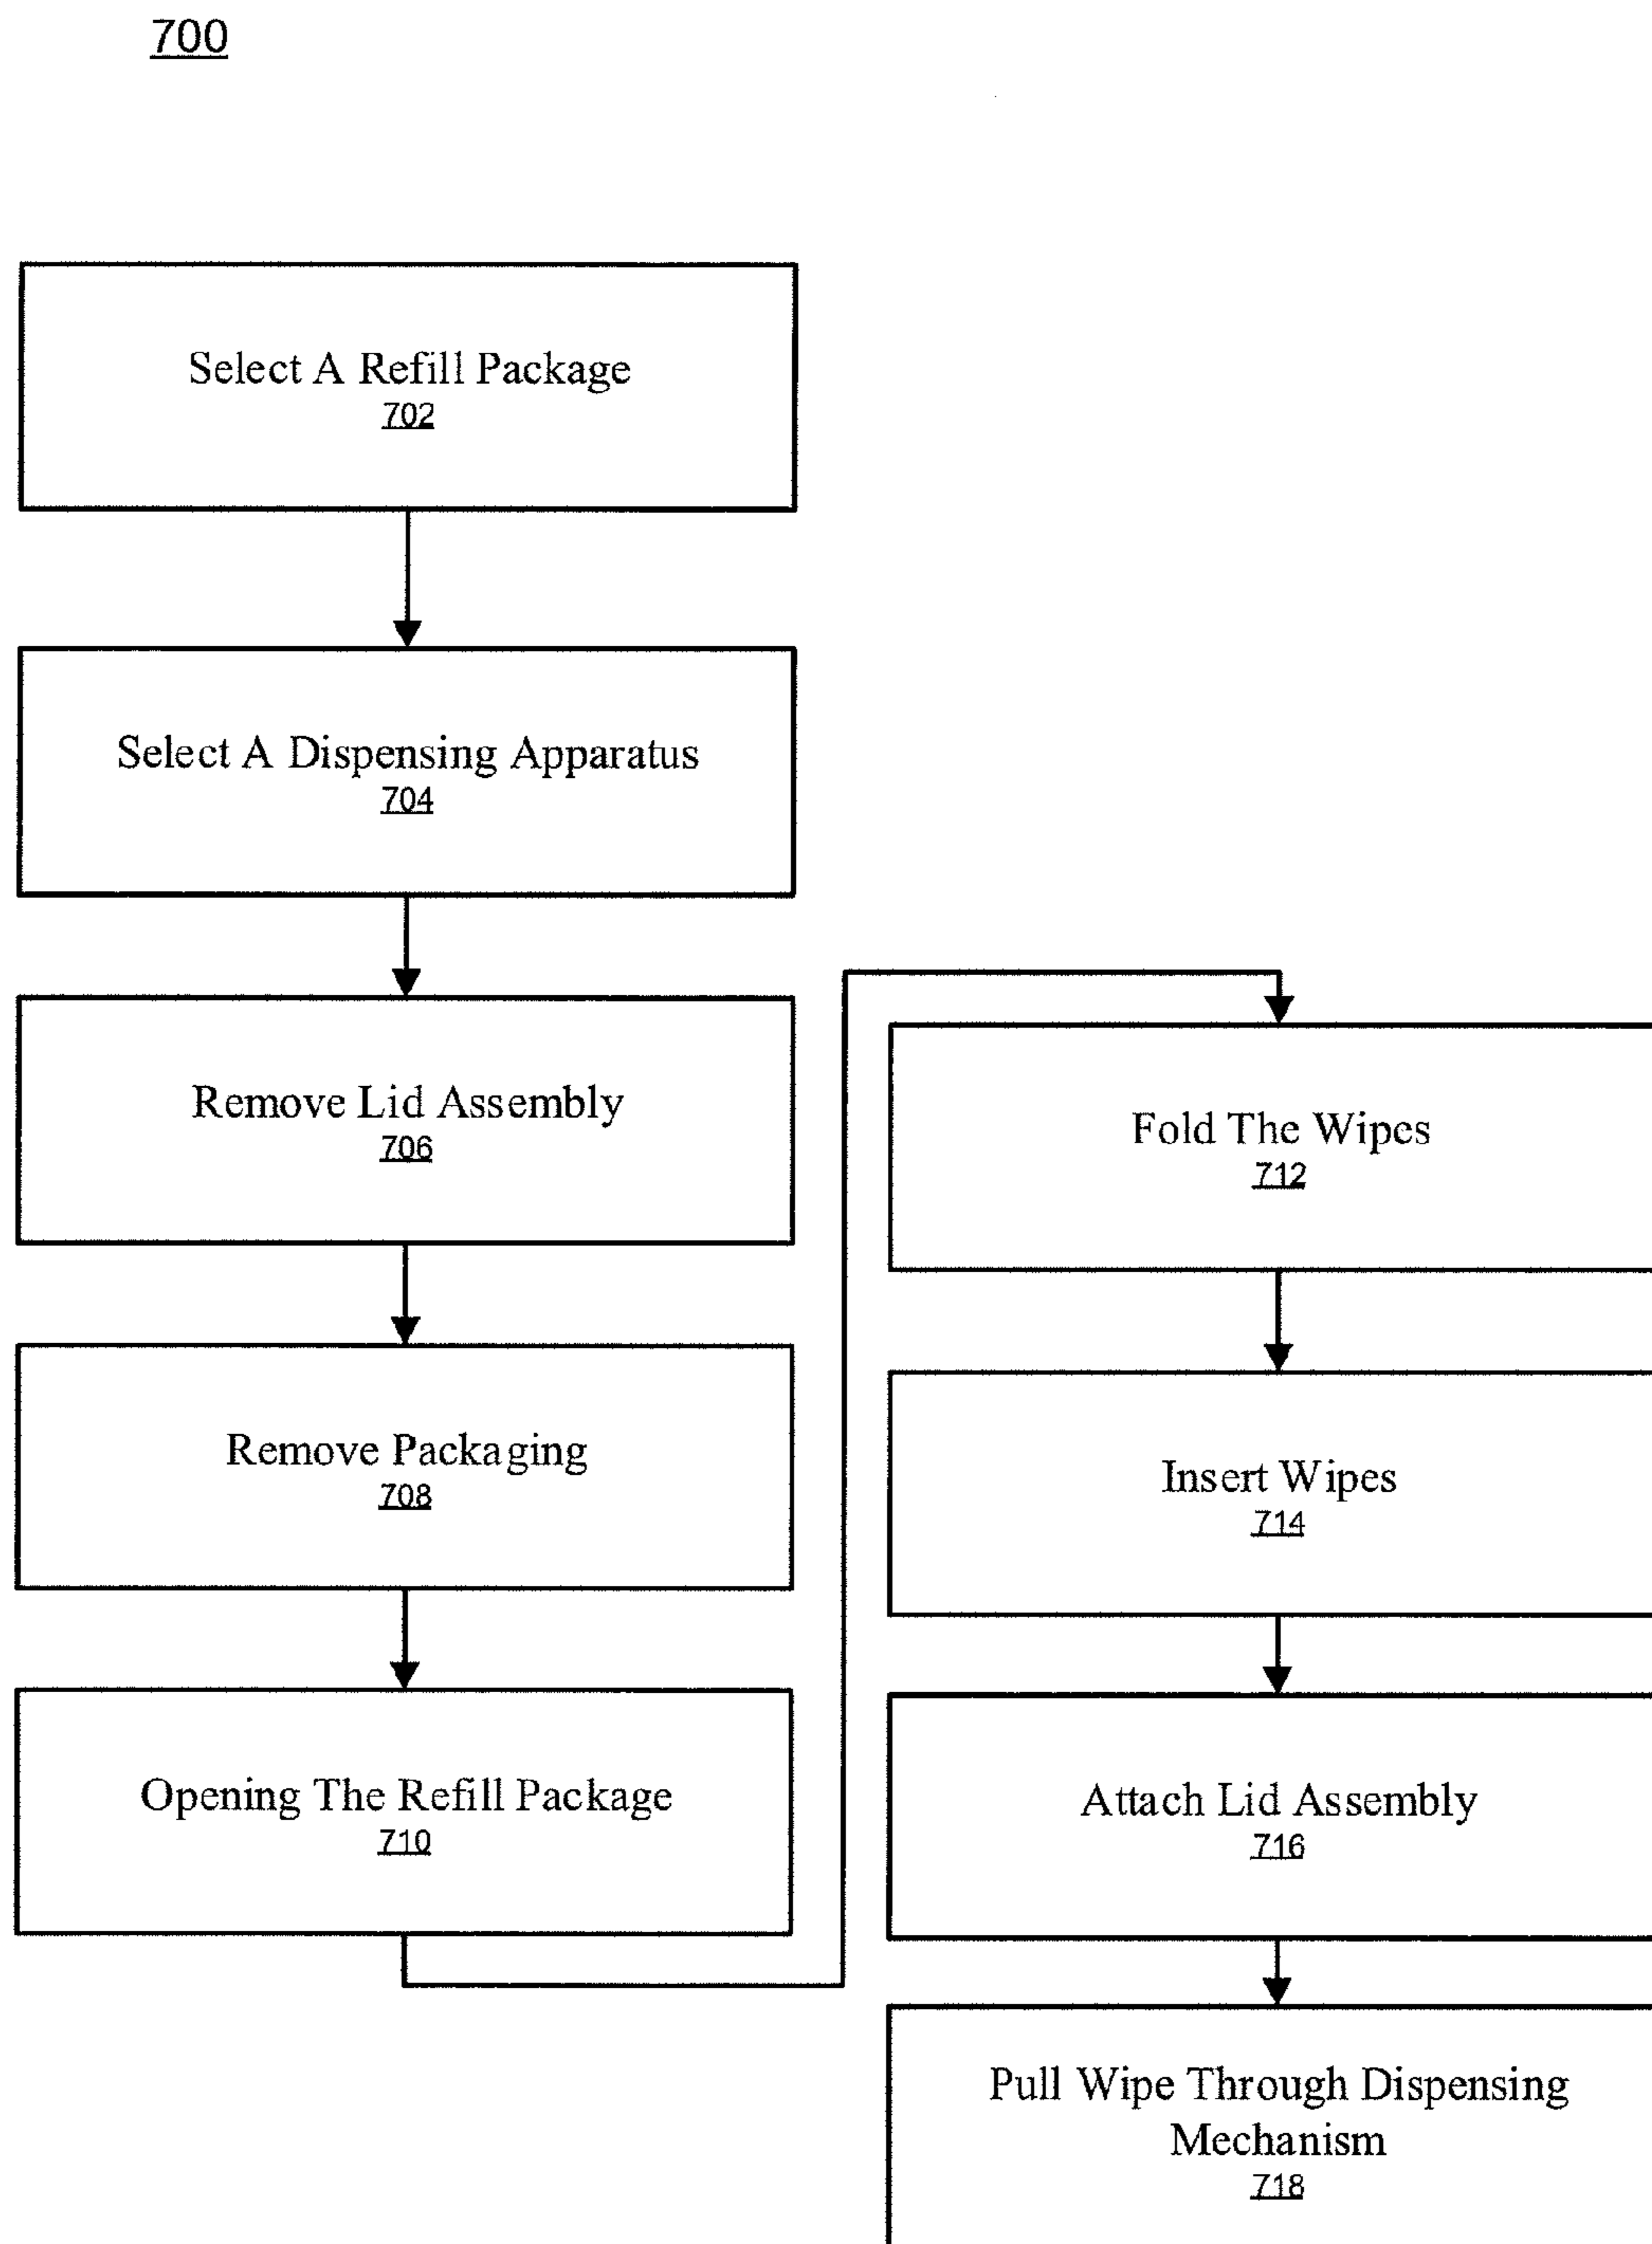 700
Select A Refill Package
702
Select A Dispensing Apparatus
704
Remove Lid Assembly
706
Remove Packaging
708
Opening The Refill Package
710
Fold The Wipes
712
Insert Wipes
714
Attach Lid Assembly
716
Pull Wipe Through Dispensing
Mechanism
718